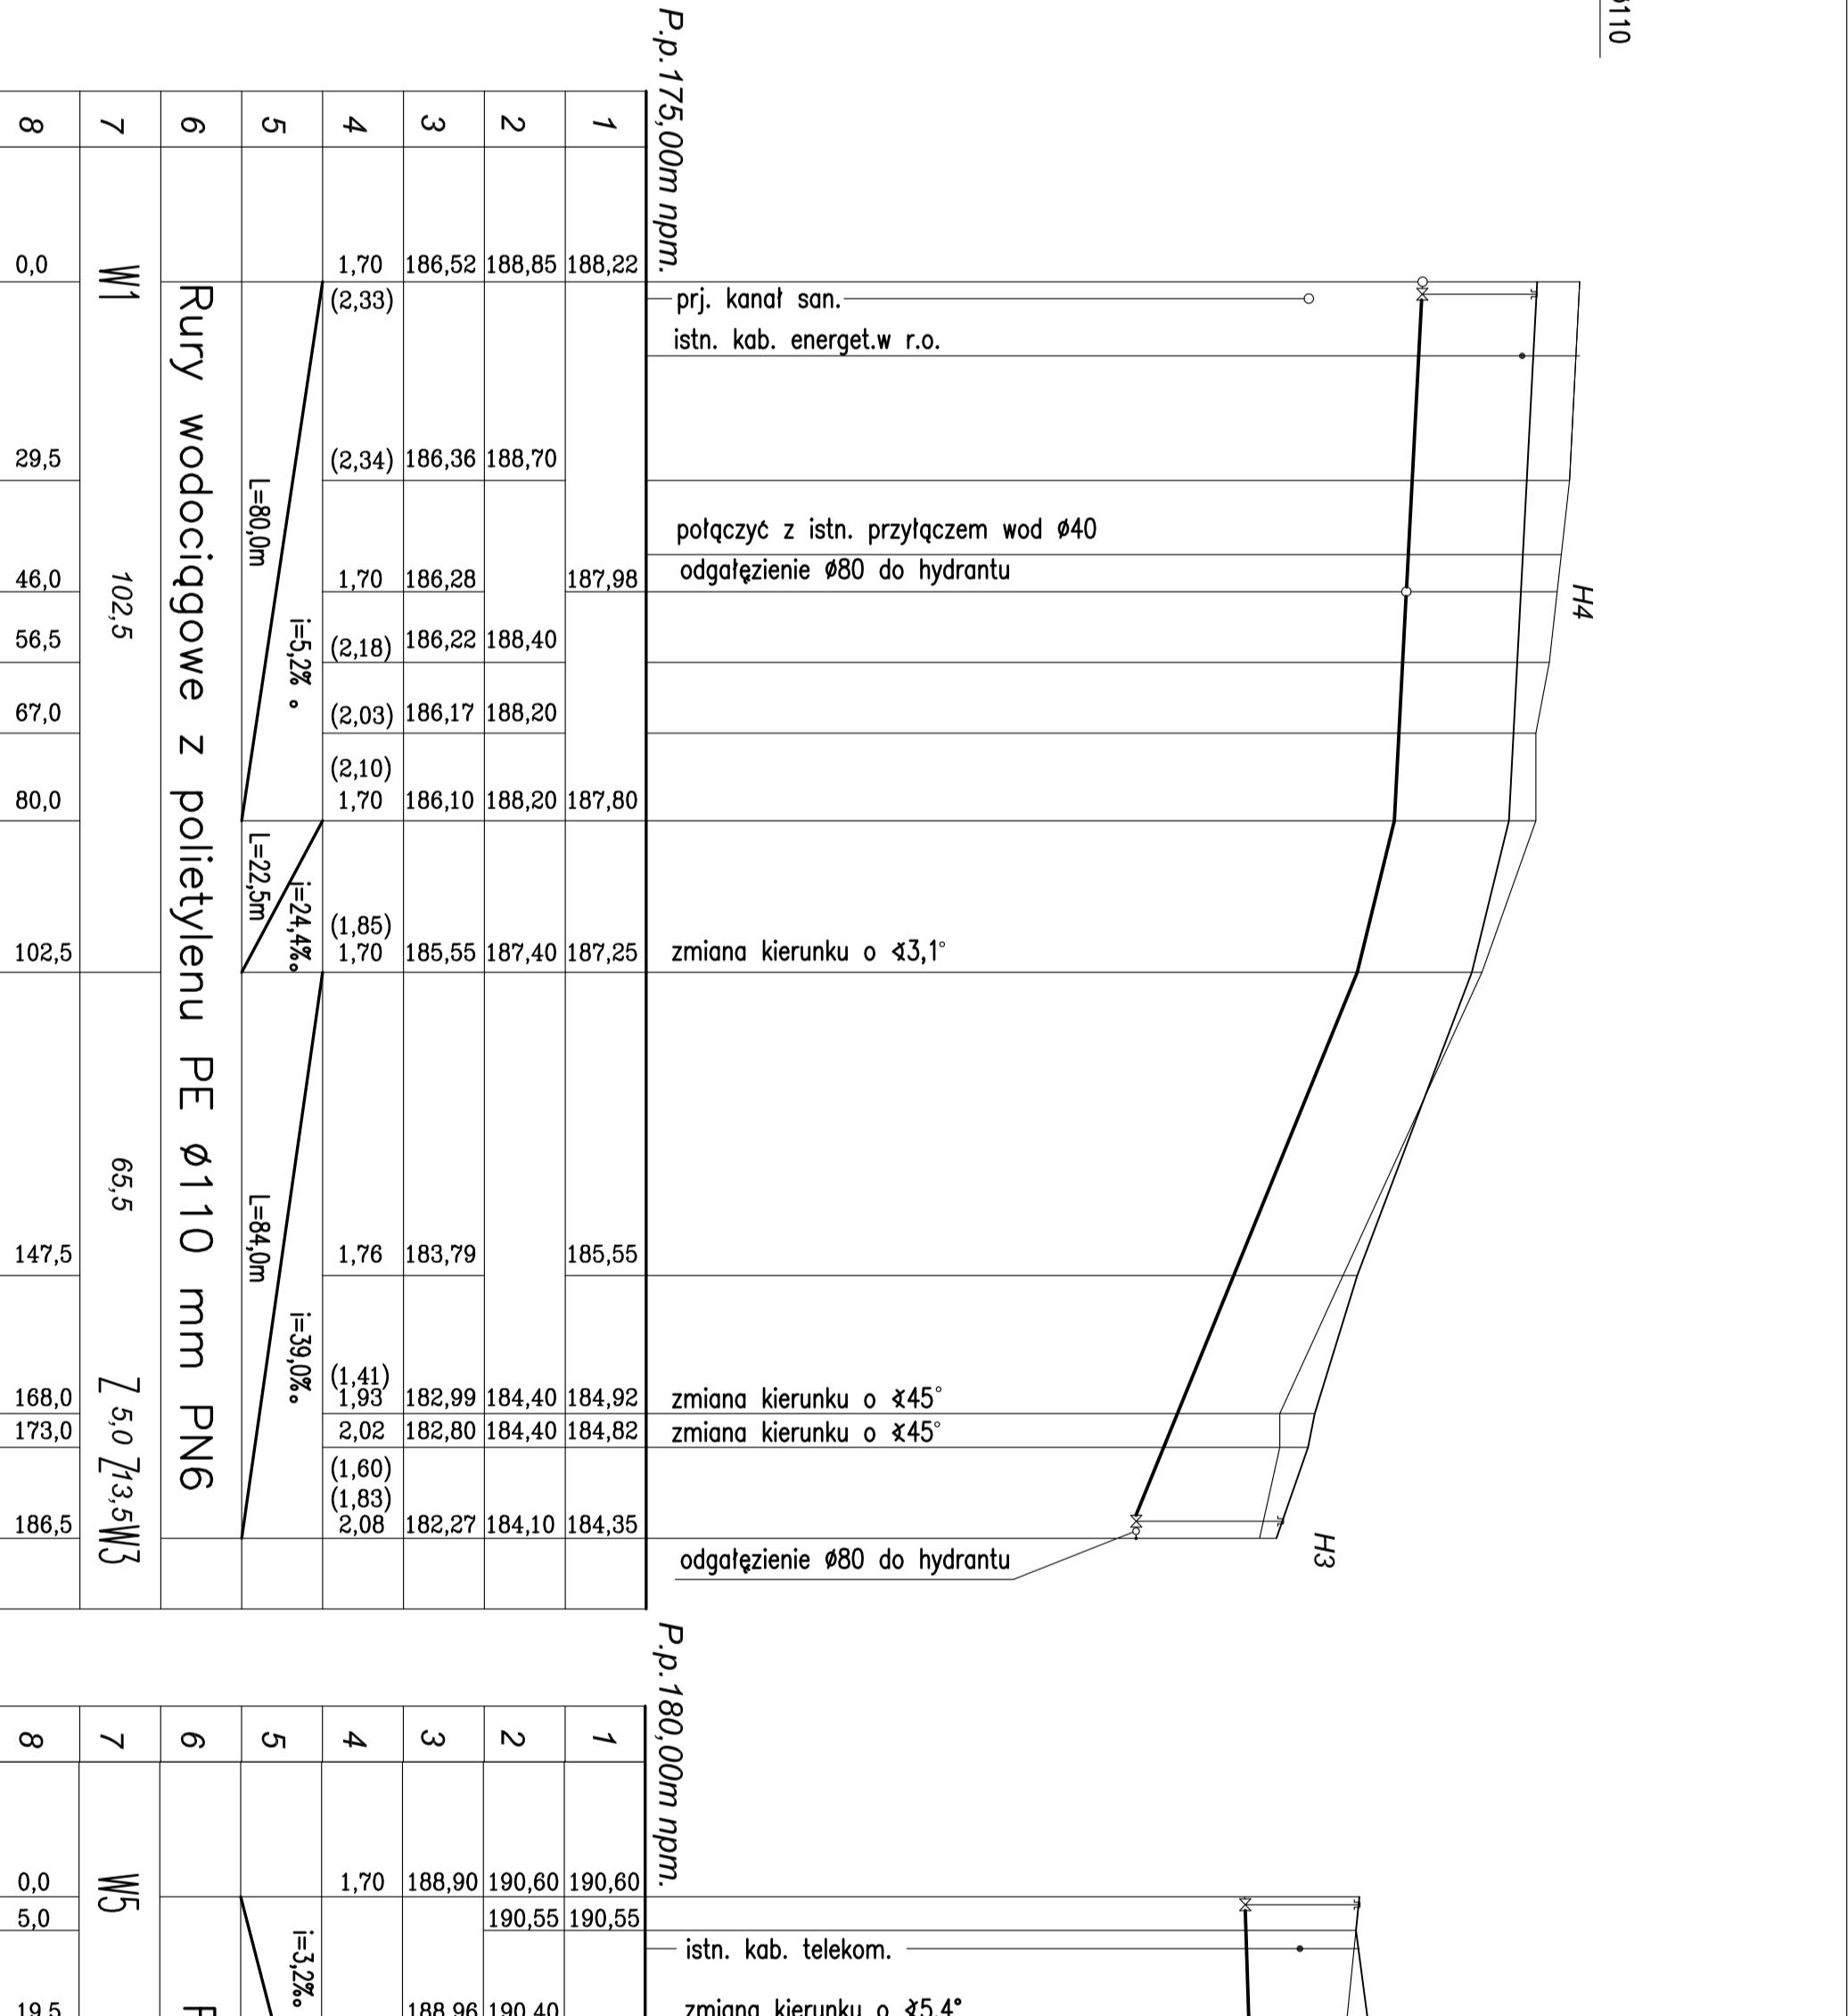 110
P.p.175,00m npm.
8 7 6 5 4 3 2 1
0,0 W1 1,70 186,52 188,85 188,22
(2,33)
prj. kanał san.
istn. kab. energet.w r.o.
29,5 (2,34) 186,36 188,70
L=80,0m
połączyć z istn. przyłączem wod ø40
odgałęzienie ø80 do hydrantu
46,0 1,70 186,28 187,98
H4
102,5
i=5,2‰
56,5 (2,18) 186,22 188,40
67,0 (2,03) 186,17 188,20
(2,10)
80,0 1,70 186,10 188,20 187,80
Rury wodociągowe z polietylenu PE ø110 mm PN6
L=22,5m
i=24,4‰
(1,85)
102,5 1,70 185,55 187,40 187,25
zmiana kierunku o ∢3,1°
65,5
L=84,0m
147,5 1,76 183,79 185,55
i=39,0‰
(1,41)
168,0 1,93 182,99 184,40 184,92
zmiana kierunku o ∢45°
5,0
173,0 2,02 182,80 184,40 184,82
zmiana kierunku o ∢45°
(1,60)
13,5
(1,83)
186,5 W3 2,08 182,27 184,10 184,35
H3
odgałęzienie ø80 do hydrantu
P.p.180,00m npm.
8 7 6 5 4 3 2 1
0,0 W5 1,70 188,90 190,60 190,60
5,0 190,55 190,55
istn. kab. telekom.
i=3,2‰
19,5 188,96 190,40
zmiana kierunku o ∢5,4°